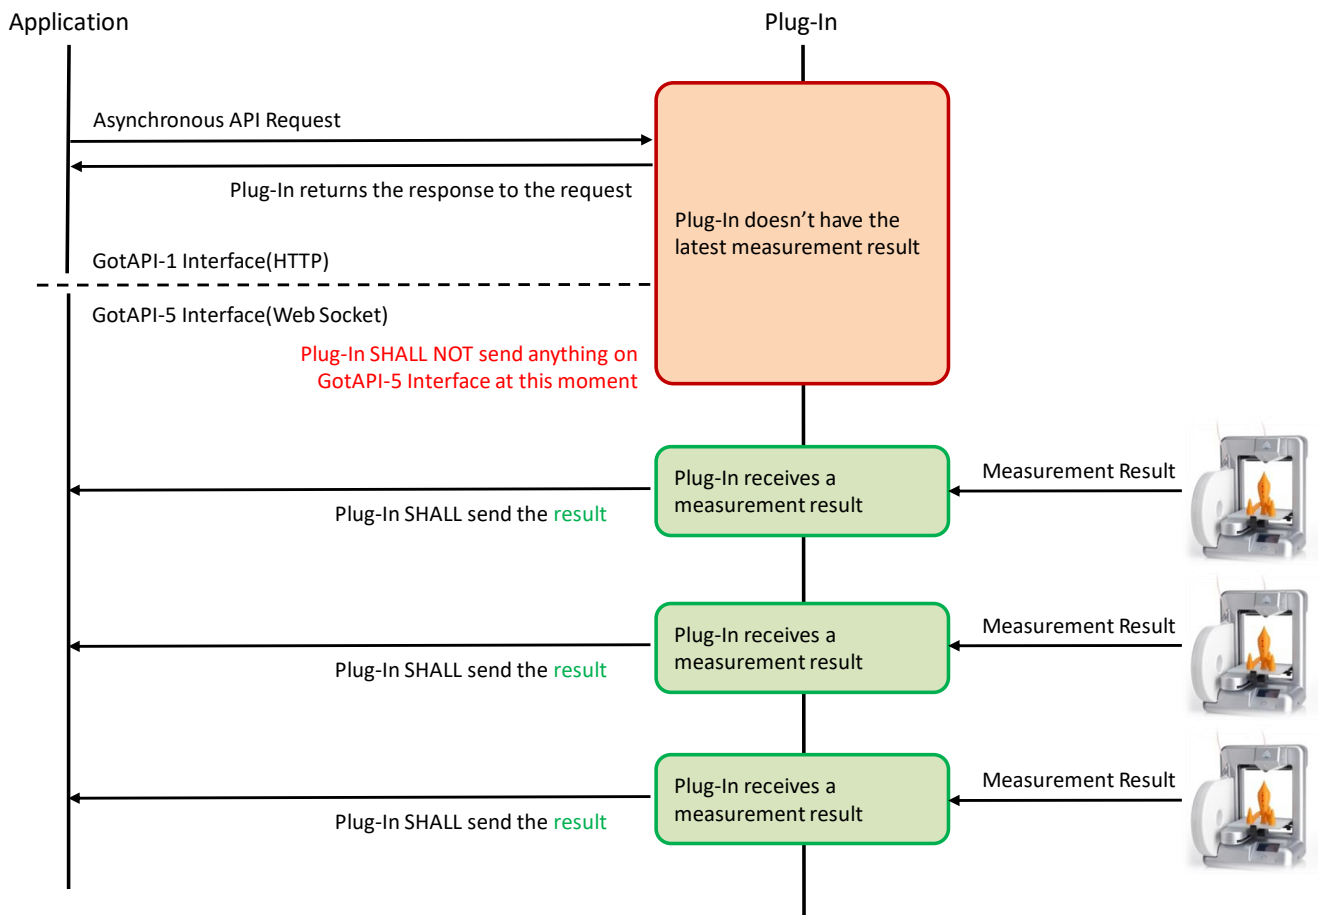 Application
Plug-In
Asynchronous API Request
Plug-In returns the response to the request
Plug-In doesn’t have the
latest measurement result
GotAPI-1 Interface(HTTP)
GotAPI-5 Interface(Web Socket)
Plug-In SHALL NOT send anything on
GotAPI-5 Interface at this moment
Plug-In receives a
measurement result
Measurement Result
Plug-In SHALL send the result
Plug-In receives a
measurement result
Measurement Result
Plug-In SHALL send the result
Plug-In receives a
measurement result
Measurement Result
Plug-In SHALL send the result